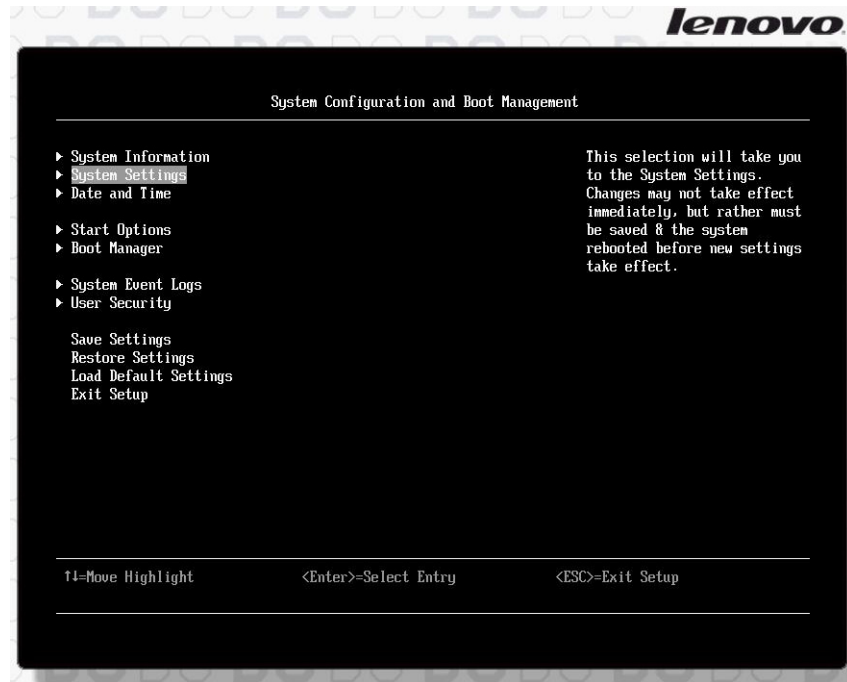 lenovo
System Configuration and Boot Management
▶ System Information
▶ System Settings
▶ Date and Time
▶ Start Options
▶ Boot Manager
▶ System Event Logs
▶ User Security
Save Settings
Restore Settings
Load Default Settings
Exit Setup
This selection will take you
to the System Settings.
Changes may not take effect
immediately, but rather must
be saved & the system
rebooted before new settings
take effect.
↑↓=Move Highlight <Enter>=Select Entry <ESC>=Exit Setup